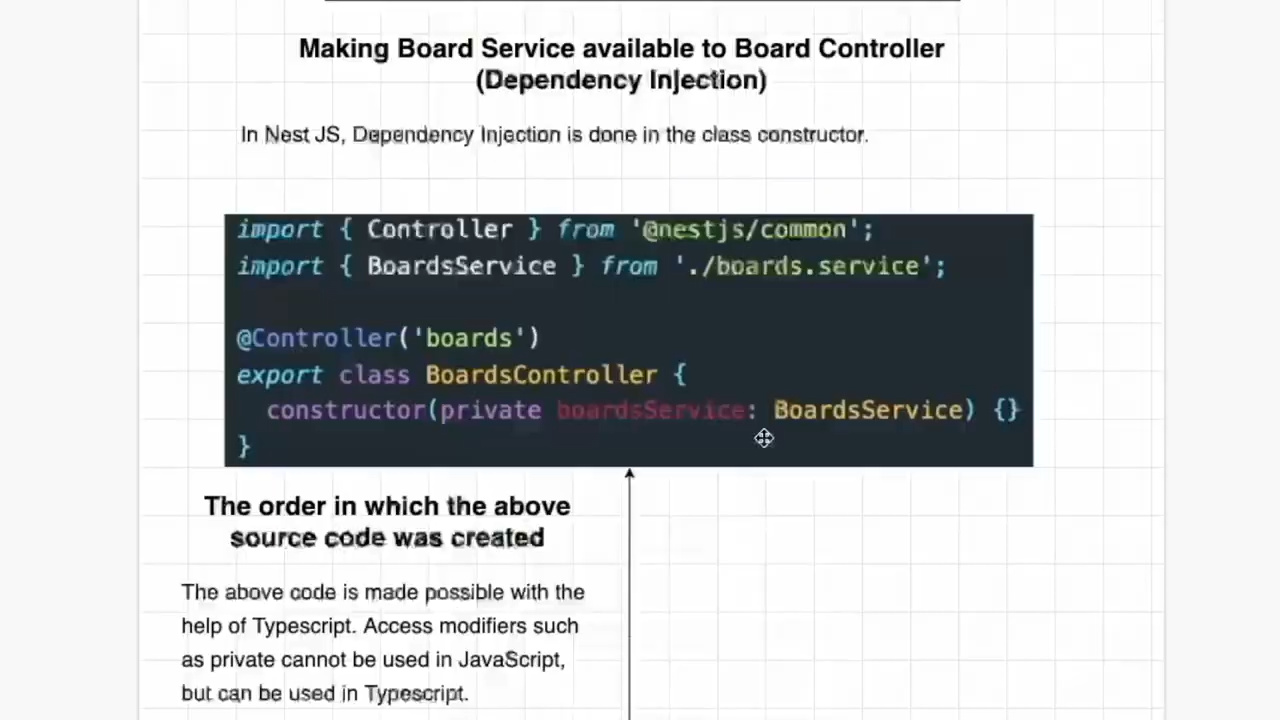 Making Board Service available to Board Controller
(Dependency Injection)
In Nest JS, Dependency Injection is done in the class constructor.
import { Controller } from '@nestjs/common';
import { BoardsService } from './boards.service';
@Controller('boards')
export class BoardsController {
constructor(private boardsService: BoardsService) {}
}
The order in which the above
source code was created
The above code is made possible with the
help of Typescript. Access modifiers such
as private cannot be used in JavaScript,
but can be used in Typescript.